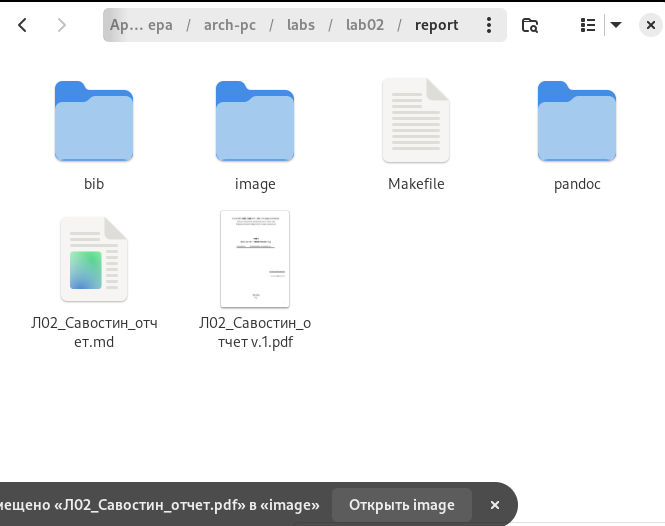 Ap... ера / arch-pc / labs / lab02 / report
bib
image
Makefile
pandoc
Л02_Савостин_отч
ет.md
Л02_Савостин_о
тчет v.1.pdf
мещено «Л02_Савостин_отчет.pdf» в «image»
Открыть image